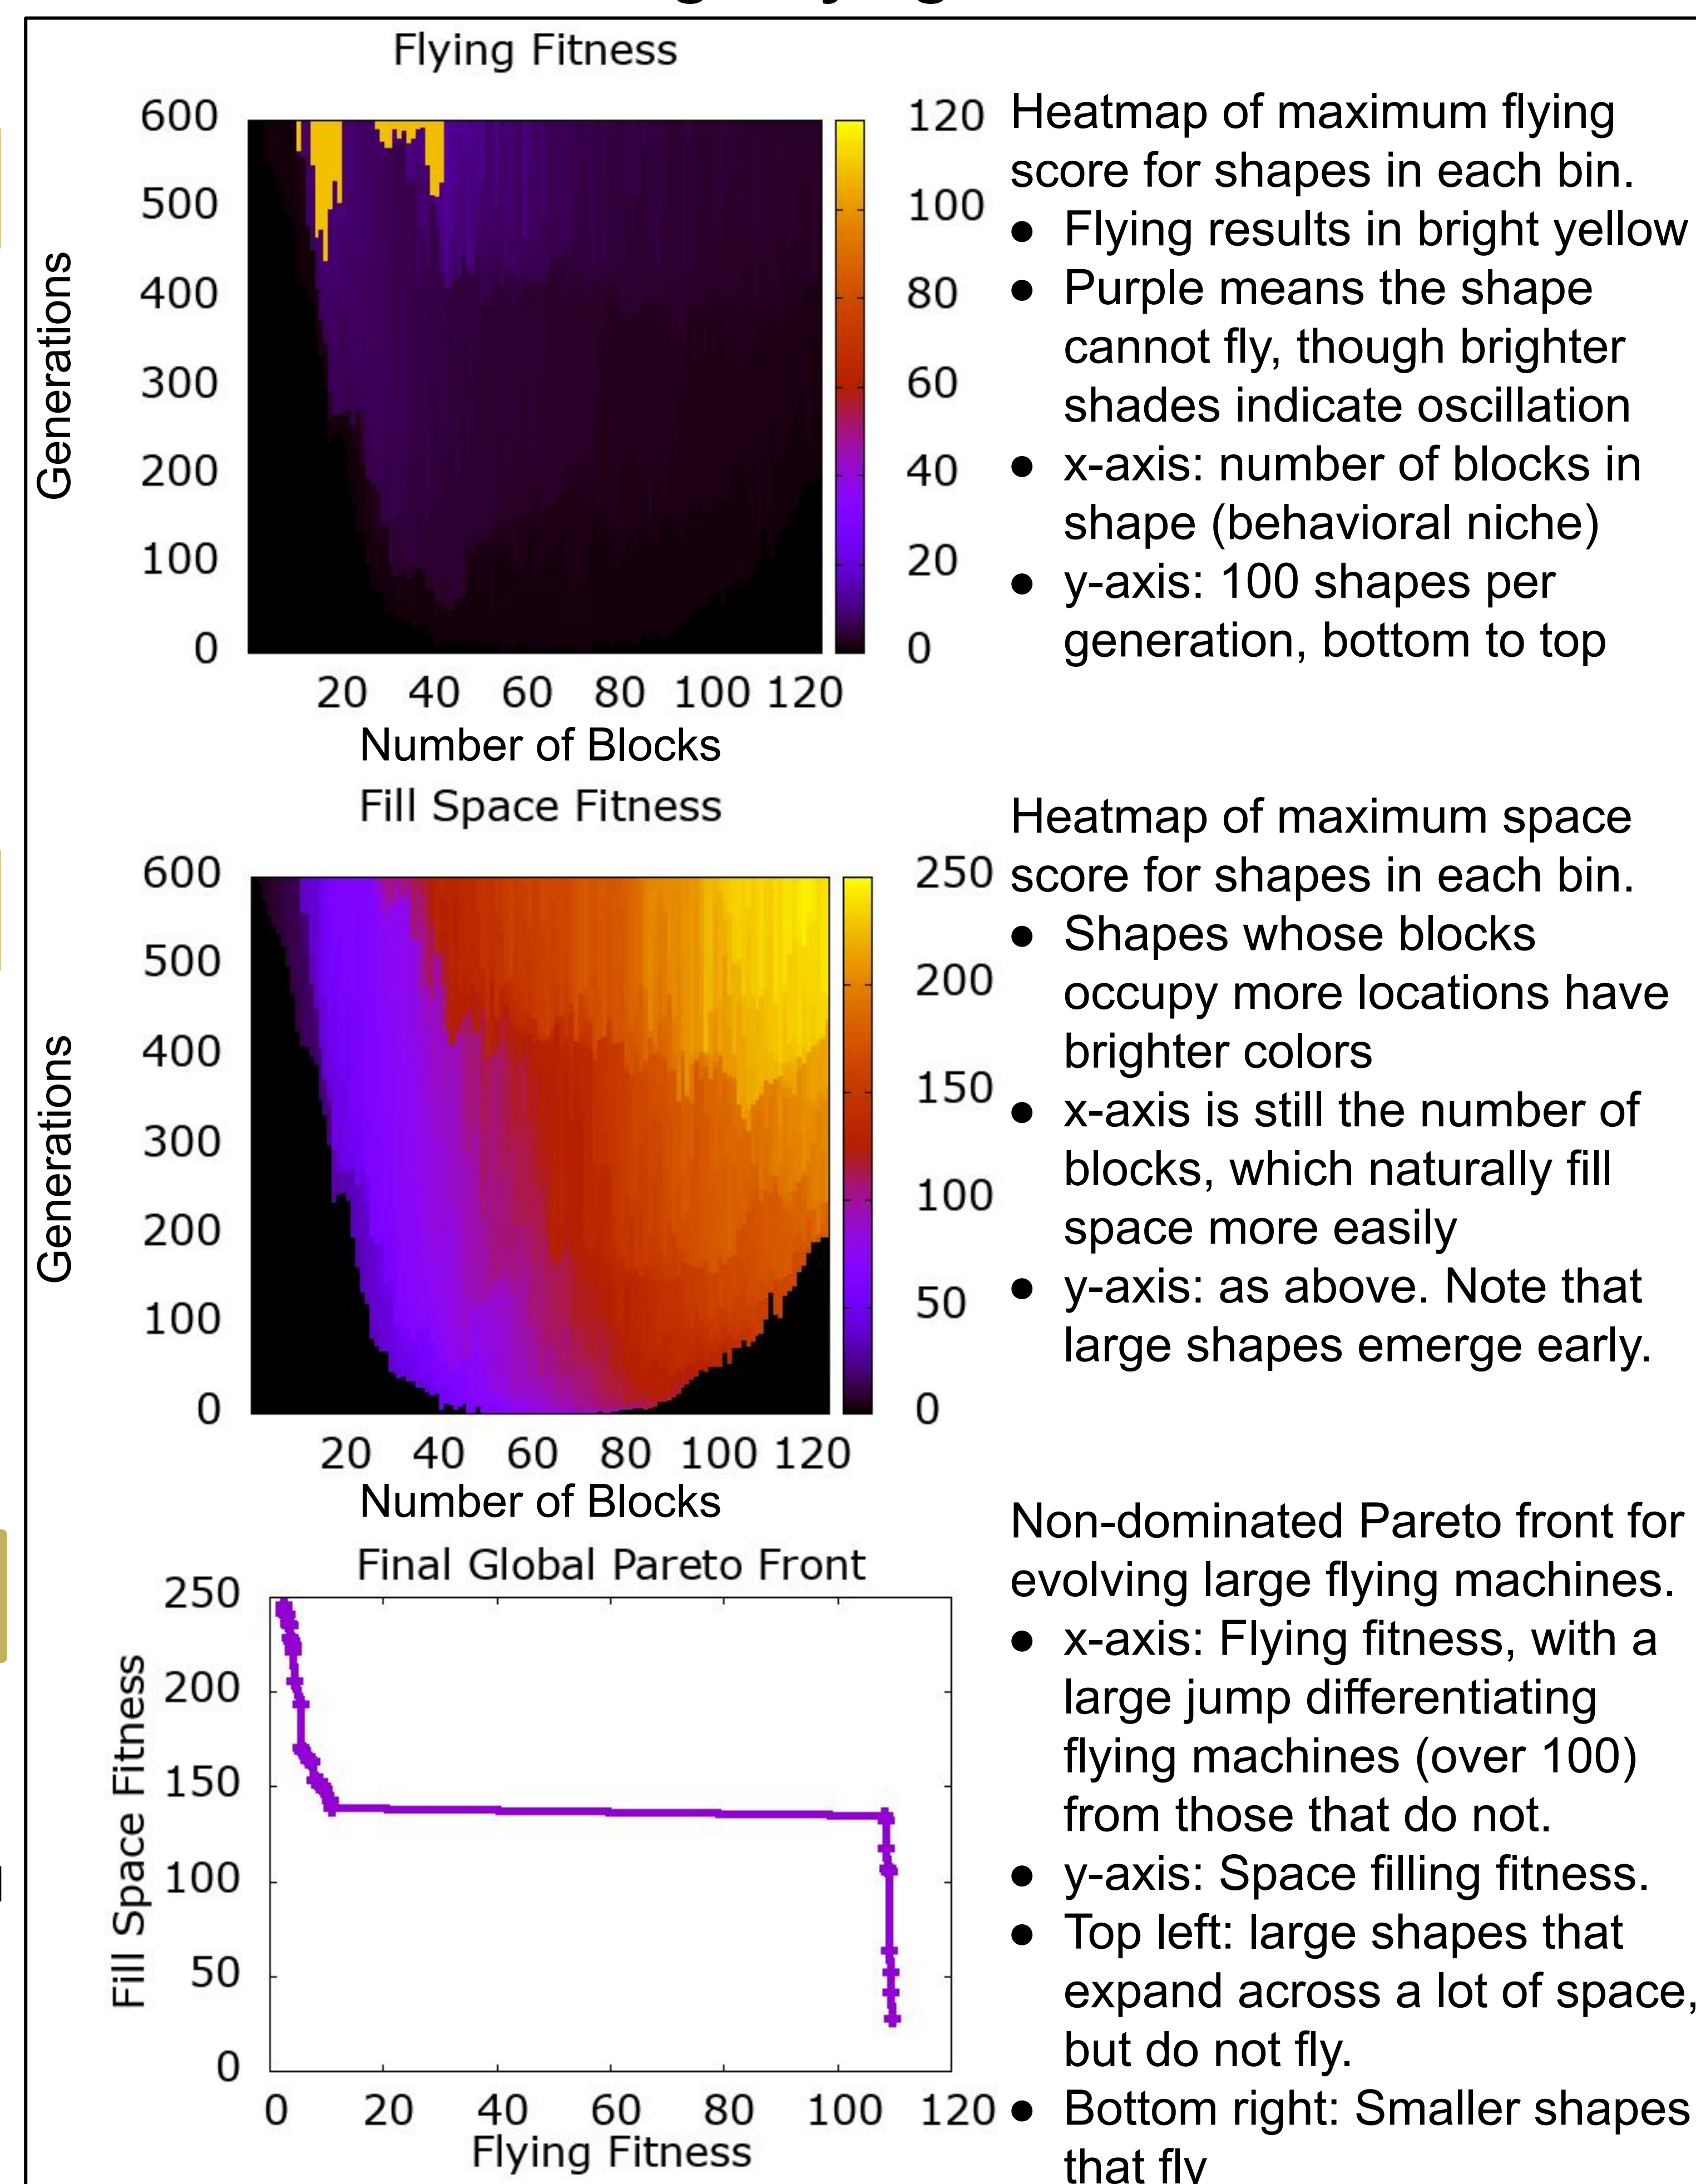 Flying Fitness
Generations
600
500
400
300
200
100
0
120
100
80
60
40
20
0
20 40 60 80 100 120
Number of Blocks
Heatmap of maximum flying
score for shapes in each bin.
● Flying results in bright yellow
● Purple means the shape
cannot fly, though brighter
shades indicate oscillation
● x-axis: number of blocks in
shape (behavioral niche)
● y-axis: 100 shapes per
generation, bottom to top
Fill Space Fitness
Generations
600
500
400
300
200
100
0
250
200
150
100
50
0
20 40 60 80 100 120
Number of Blocks
Heatmap of maximum space
score for shapes in each bin.
● Shapes whose blocks
occupy more locations have
brighter colors
● x-axis is still the number of
blocks, which naturally fill
space more easily
● y-axis: as above. Note that
large shapes emerge early.
Final Global Pareto Front
Fill Space Fitness
250
200
150
100
50
0
0 20 40 60 80 100 120
Flying Fitness
Non-dominated Pareto front for
evolving large flying machines.
● x-axis: Flying fitness, with a
large jump differentiating
flying machines (over 100)
from those that do not.
● y-axis: Space filling fitness.
● Top left: large shapes that
expand across a lot of space,
but do not fly.
● Bottom right: Smaller shapes
that fly